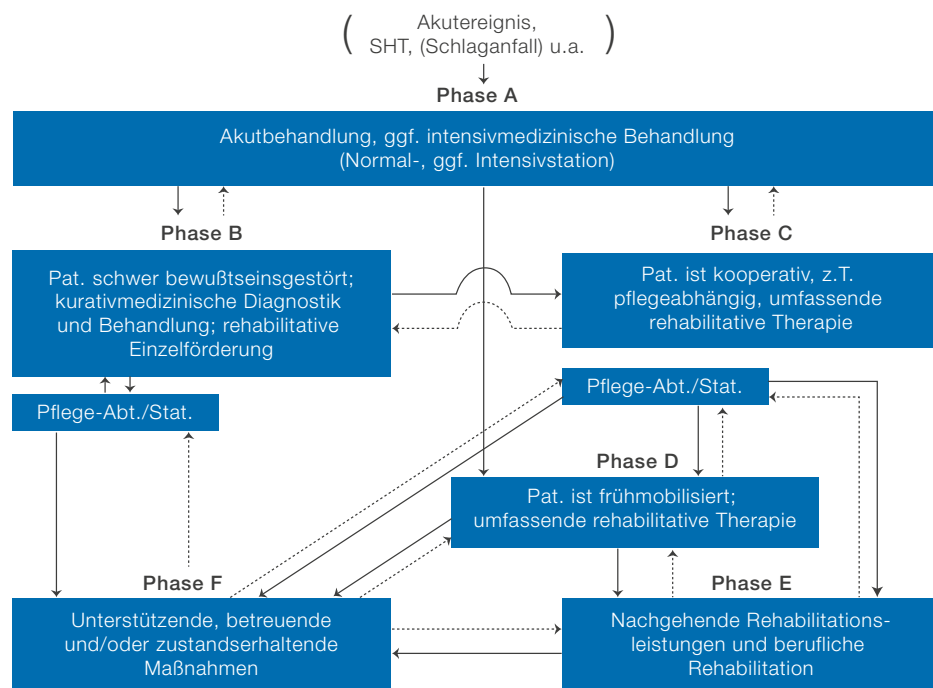 ( Akutereignis, )
SHT, (Schlaganfall) u.a.
Phase A
Akutbehandlung, ggf. intensivmedizinische Behandlung
(Normal-, ggf. Intensivstation)
Phase B
Pat. schwer bewußtseinsgestört;
kurativmedizinische Diagnostik
und Behandlung; rehabilitative
Einzelförderung
Pflege-Abt./Stat.
Phase C
Pat. ist kooperativ, z.T.
pflegeabhängig, umfassende
rehabilitative Therapie
Pflege-Abt./Stat.
Phase D
Pat. ist frühmobilisiert;
umfassende rehabilitative Therapie
Phase F
Unterstützende, betreuende
und/oder zustandserhaltende
Maßnahmen
Phase E
Nachgehende Rehabilitations-
leistungen und berufliche
Rehabilitation